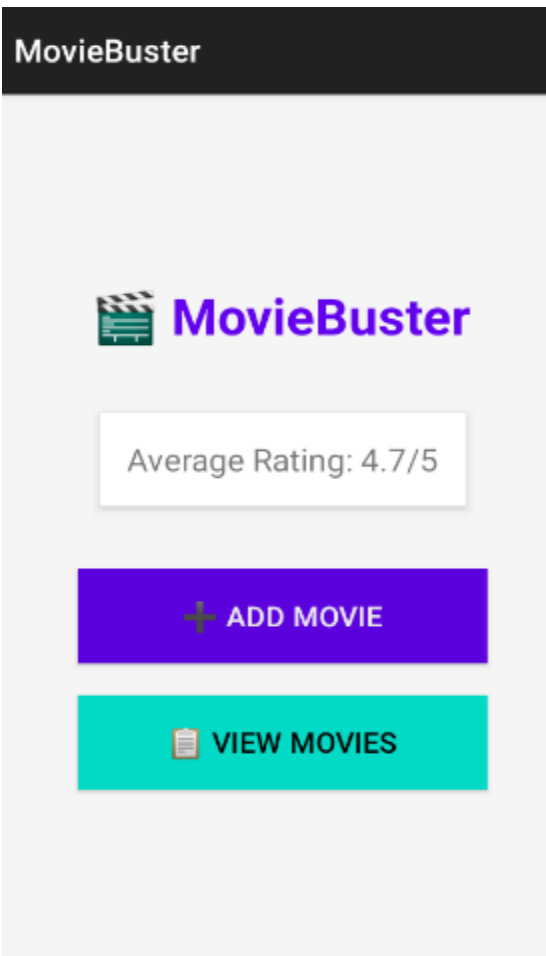 MovieBuster
🎬 MovieBuster
Average Rating: 4.7/5
➕ ADD MOVIE
📋 VIEW MOVIES